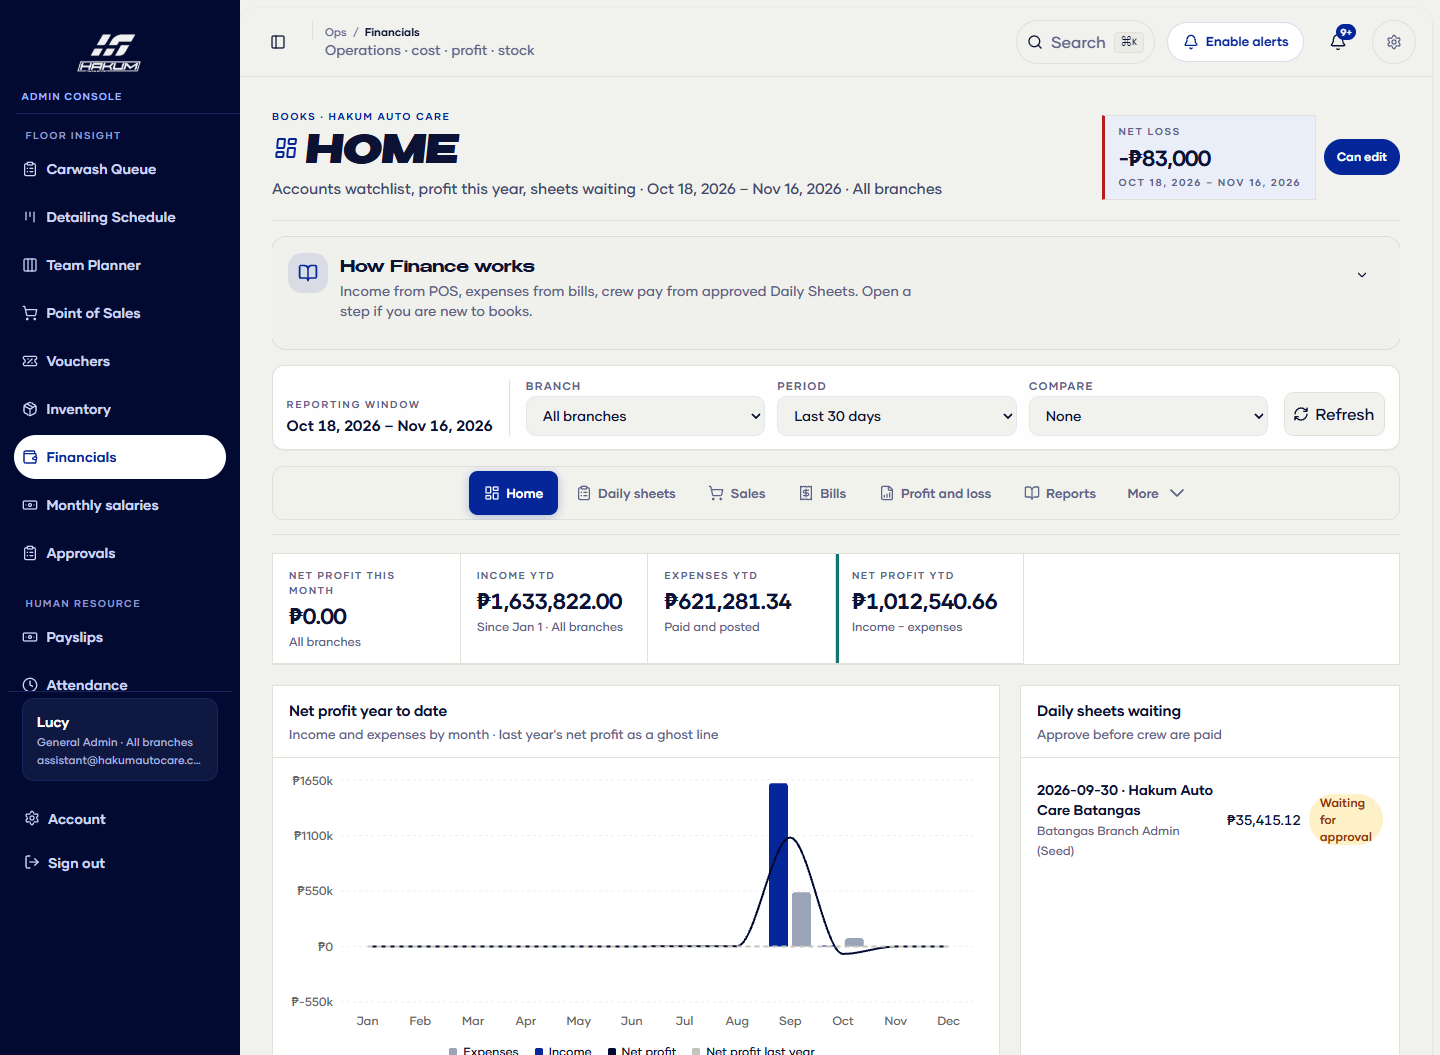 HAKUM
ADMIN CONSOLE
FLOOR INSIGHT
Carwash Queue
Detailing Schedule
Team Planner
Point of Sales
Vouchers
Inventory
Financials
Monthly salaries
Approvals
HUMAN RESOURCE
Payslips
Attendance
Lucy
General Admin · All branches
assistant@hakumautocare.c...
Account
Sign out
Ops / Financials
Operations · cost · profit · stock
Search ⌘K
Enable alerts
9+
BOOKS · HAKUM AUTO CARE
HOME
Accounts watchlist, profit this year, sheets waiting · Oct 18, 2026 – Nov 16, 2026 · All branches
NET LOSS
-₱83,000
OCT 18, 2026 – NOV 16, 2026
Can edit
How Finance works
Income from POS, expenses from bills, crew pay from approved Daily Sheets. Open a
step if you are new to books.
REPORTING WINDOW
Oct 18, 2026 – Nov 16, 2026
BRANCH
All branches
PERIOD
Last 30 days
COMPARE
None
Refresh
Home
Daily sheets
Sales
Bills
Profit and loss
Reports
More
NET PROFIT THIS
MONTH
₱0.00
All branches
INCOME YTD
₱1,633,822.00
Since Jan 1 · All branches
EXPENSES YTD
₱621,281.34
Paid and posted
NET PROFIT YTD
₱1,012,540.66
Income − expenses
Net profit year to date
Income and expenses by month · last year's net profit as a ghost line
₱1650k
₱1100k
₱550k
₱0
₱-550k
Jan Feb Mar Apr May Jun Jul Aug Sep Oct Nov Dec
Expenses Income Net profit Net profit last year
Daily sheets waiting
Approve before crew are paid
2026-09-30 · Hakum Auto
Care Batangas
Batangas Branch Admin
(Seed)
₱35,415.12
Waiting
for
approval